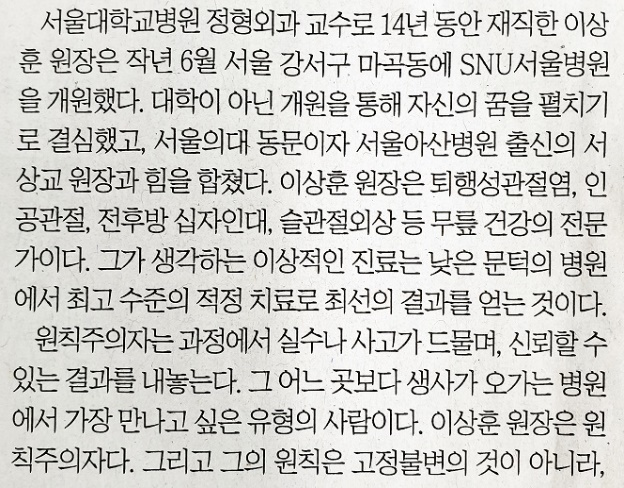 서울대학교병원 정형외과 교수로 14년 동안 재직한 이상
훈 원장은 작년 6월 서울 강서구 마곡동에 SNU서울병원
을 개원했다. 대학이 아닌 개원을 통해 자신의 꿈을 펼치기
로 결심했고, 서울의대 동문이자 서울아산병원 출신의 서
상교 원장과 힘을 합쳤다. 이상훈 원장은 퇴행성관절염, 인
공관절, 전후방 십자인대, 슬관절외상 등 무릎 건강의 전문
가이다. 그가 생각하는 이상적인 진료는 낮은 문턱의 병원
에서 최고 수준의 적정 치료로 최선의 결과를 얻는 것이다.
원칙주의자는 과정에서 실수나 사고가 드물며, 신뢰할 수
있는 결과를 내놓는다. 그 어느 곳보다 생사가 오가는 병원
에서 가장 만나고 싶은 유형의 사람이다. 이상훈 원장은 원
칙주의자다. 그리고 그의 원칙은 고정불변의 것이 아니라,